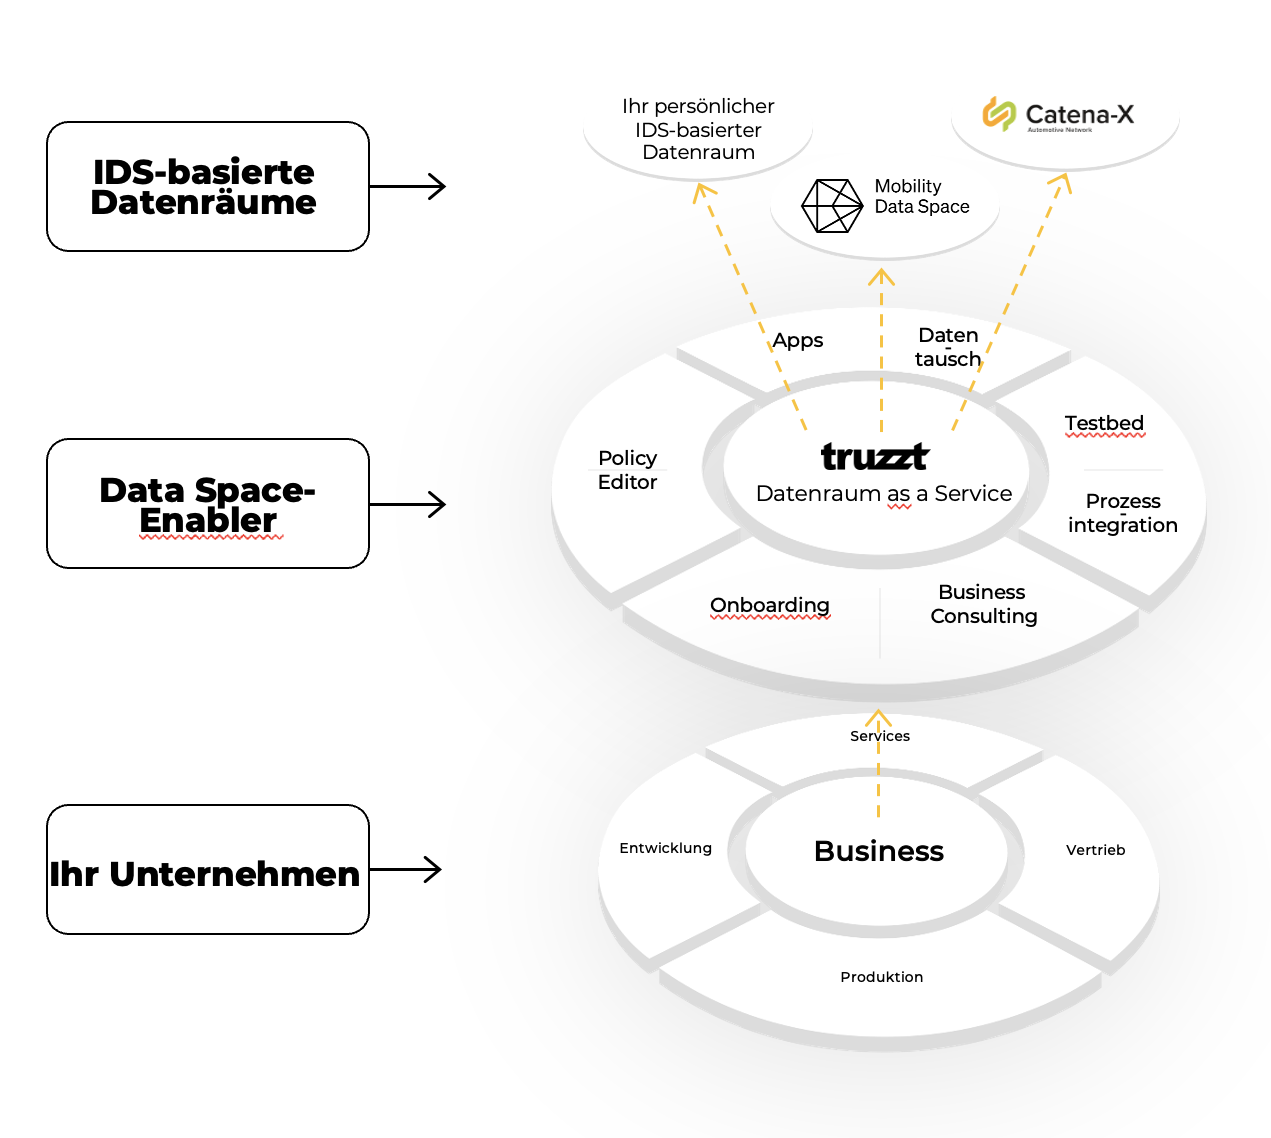 IDS-basierte
Datenräume
Ihr persönlicher
IDS-basierter
Datenraum
Catena-X
Automotive Network
Mobility
Data Space
Data Space-
Enabler
Apps
Daten
-
tausch
Policy
Editor
Testbed
Prozess
-
integration
truzzt
Datenraum as a Service
Onboarding
Business
Consulting
Ihr Unternehmen
Services
Entwicklung
Business
Vertrieb
Produktion